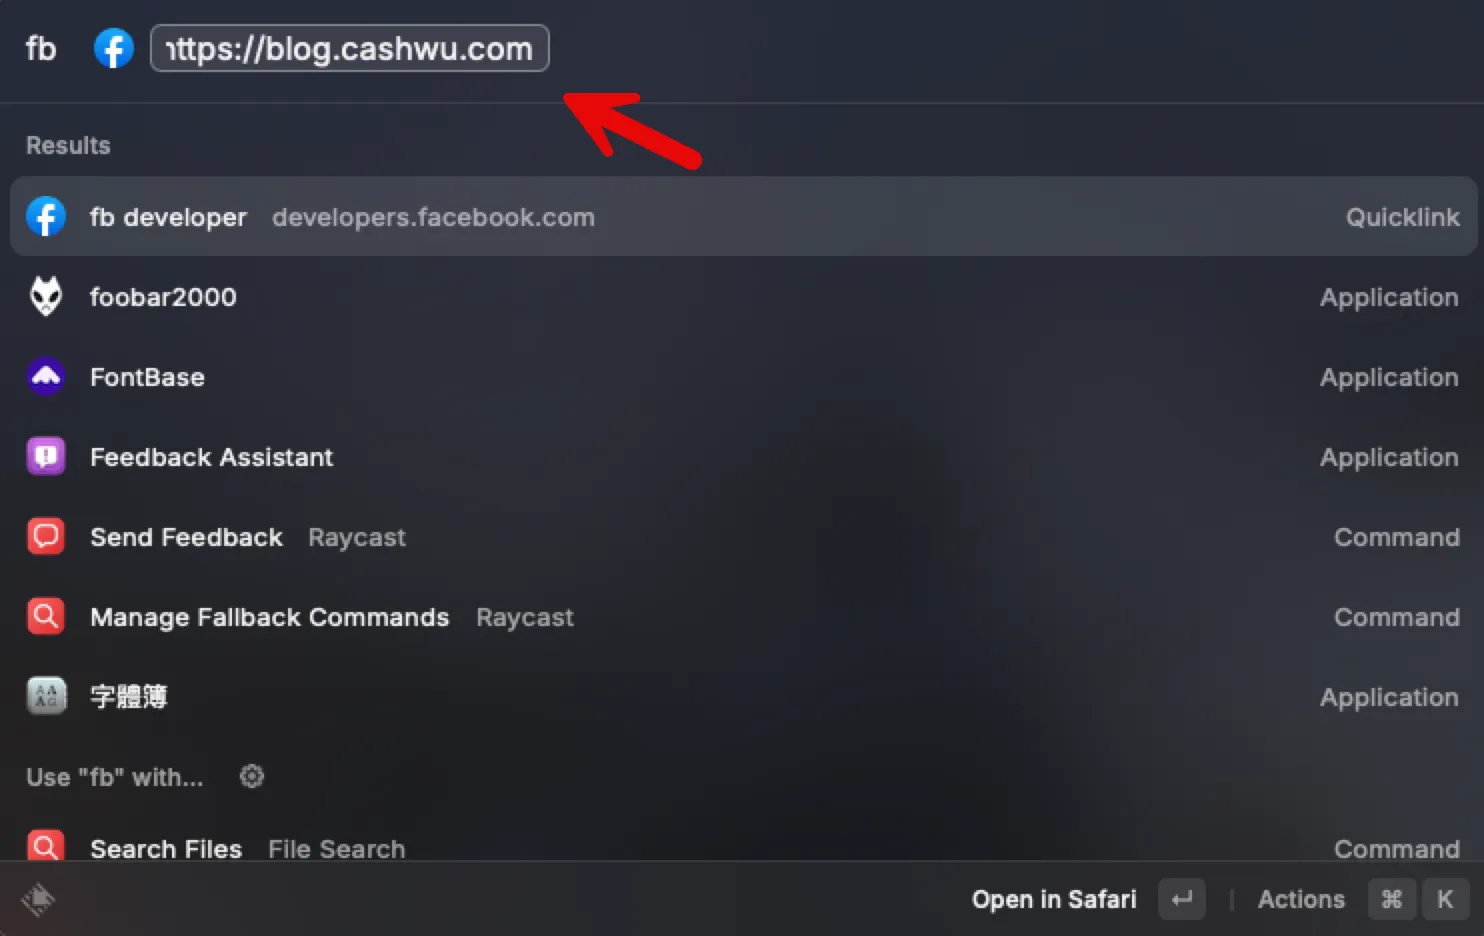 fb ttps://blog.cashwu.com
Results
fb developer developers.facebook.com Quicklink
foobar2000 Application
FontBase Application
Feedback Assistant Application
Send Feedback Raycast Command
Manage Fallback Commands Raycast Command
字體簿 Application
Use "fb" with...
Search Files File Search Command
Open in Safari ↵ | Actions ⌘ K